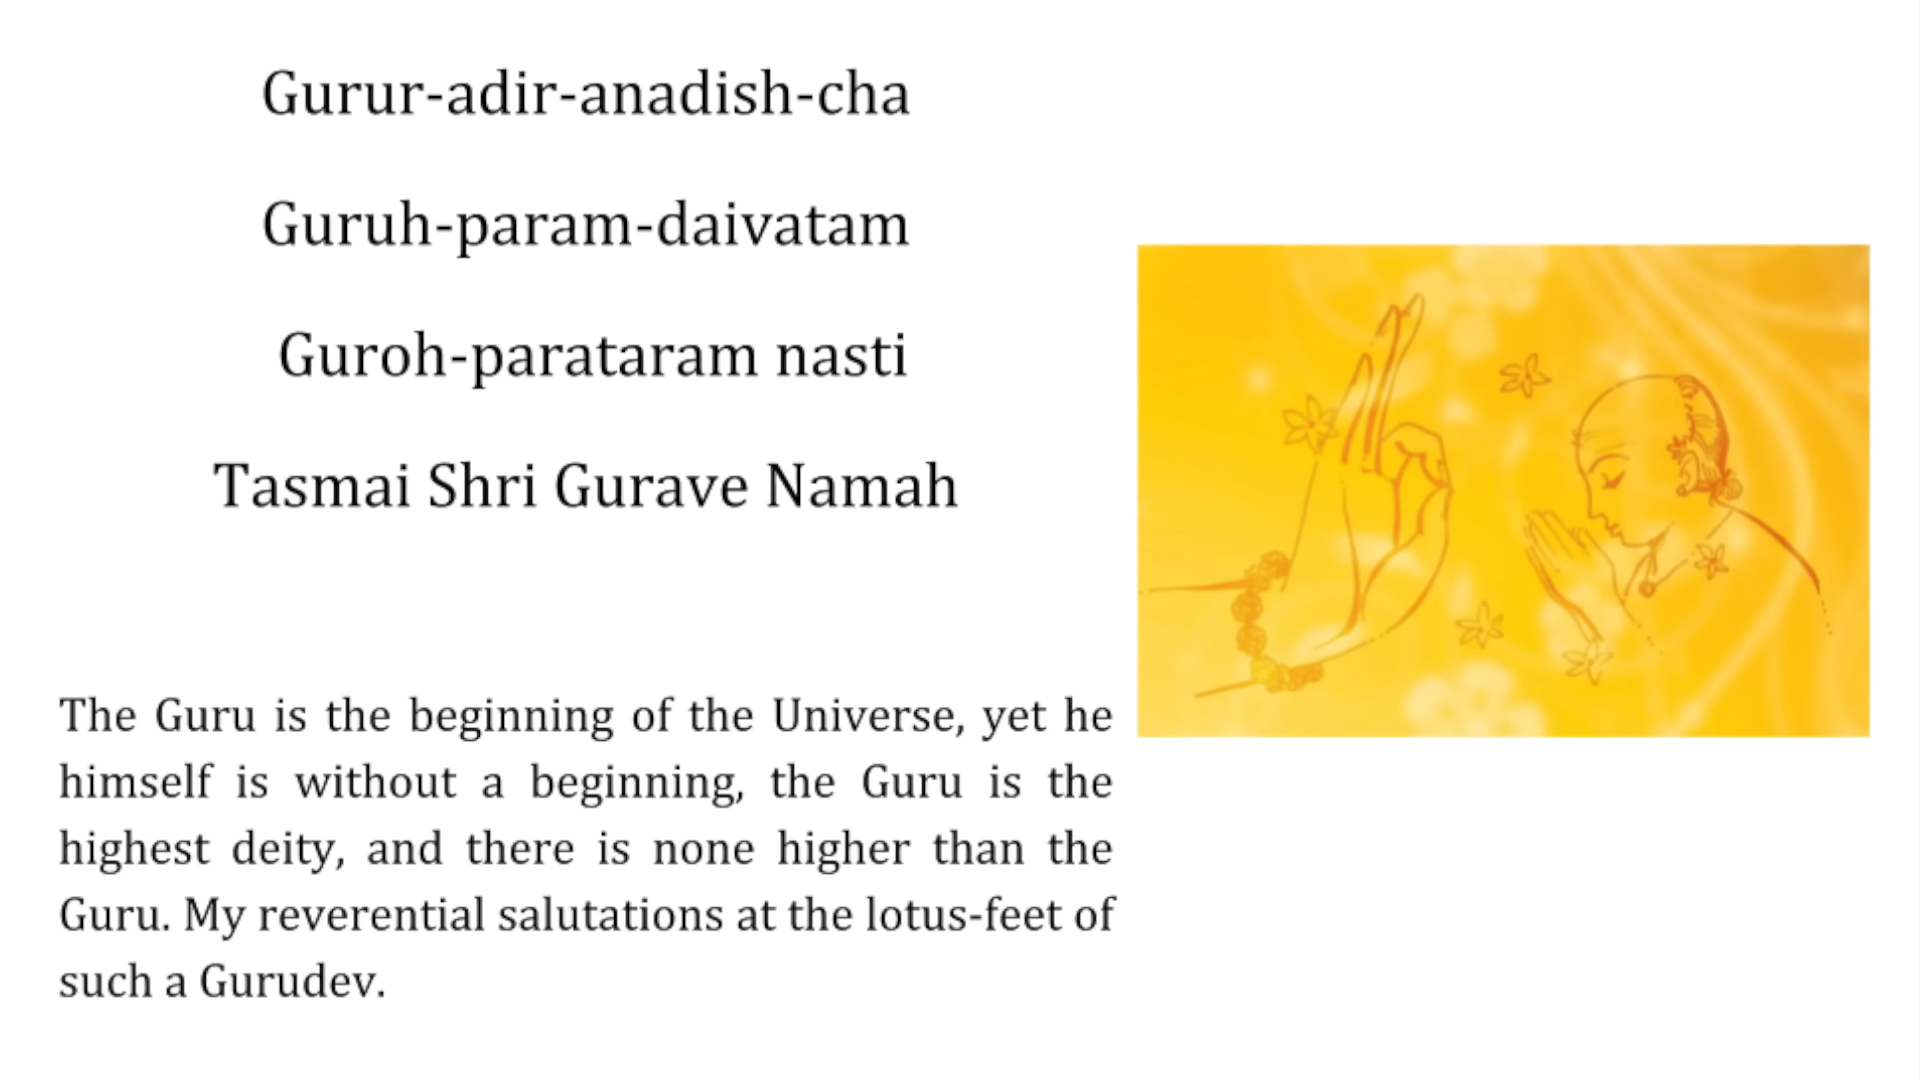 Gurur-adir-anadish-cha
Guruh-param-daivatam
Guroh-parataram nasti
Tasmai Shri Gurave Namah
The Guru is the beginning of the Universe, yet he
himself is without a beginning, the Guru is the
highest deity, and there is none higher than the
Guru. My reverential salutations at the lotus-feet of
such a Gurudev.